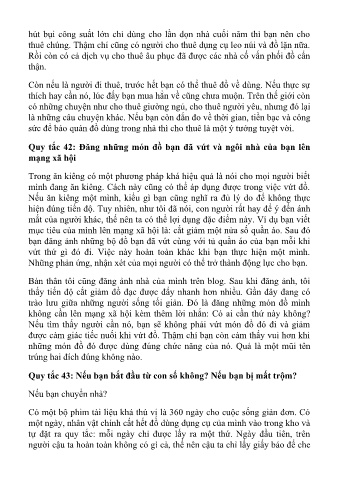 hút bụi công suất lớn chỉ dùng cho lần dọn nhà cuối năm thì bạn nên cho
thuê chúng. Thậm chí cũng có người cho thuê dụng cụ leo núi và đồ lặn nữa.
Rồi còn có cả dịch vụ cho thuê âu phục đã được các nhà cố vấn phối đồ cẩn
thận.
Còn nếu là người đi thuê, trước hết bạn có thể thuê đồ về dùng. Nếu thực sự
thích hay cần nó, lúc đấy bạn mua hẳn về cũng chưa muộn. Trên thế giới còn
có những chuyện như cho thuê giường ngủ, cho thuê người yêu, nhưng đó lại
là những câu chuyện khác. Nếu bạn còn đắn đo về thời gian, tiền bạc và công
sức để bảo quản đồ dùng trong nhà thì cho thuê là một ý tưởng tuyệt vời.
Quy tắc 42: Đăng những món đồ bạn đã vứt và ngôi nhà của bạn lên
mạng xã hội
Trong ăn kiêng có một phương pháp khá hiệu quả là nói cho mọi người biết
mình đang ăn kiêng. Cách này cũng có thể áp dụng được trong việc vứt đồ.
Nếu ăn kiêng một mình, kiểu gì bạn cũng nghĩ ra đủ lý do để không thực
hiện đúng tiến độ. Tuy nhiên, như tôi đã nói, con người rất hay để ý đến ánh
mắt của người khác, thế nên ta có thể lợi dụng đặc điểm này. Ví dụ bạn viết
mục tiêu của mình lên mạng xã hội là: cắt giảm một nửa số quần áo. Sau đó
bạn đăng ảnh những bộ đồ bạn đã vứt cùng với tủ quần áo của bạn mỗi khi
vứt thứ gì đó đi. Việc này hoàn toàn khác khi bạn thực hiện một mình.
Những phản ứng, nhận xét của mọi người có thể trở thành động lực cho bạn.
Bản thân tôi cũng đăng ảnh nhà của mình trên blog. Sau khi đăng ảnh, tôi
thấy tiến độ cắt giảm đồ đạc được đẩy nhanh hơn nhiều. Gần đây đang có
trào lưu giữa những người sống tối giản. Đó là đăng những món đồ mình
không cần lên mạng xã hội kèm thêm lời nhắn: Có ai cần thứ này không?
Nếu tìm thấy người cần nó, bạn sẽ không phải vứt món đồ đó đi và giảm
được cảm giác tiếc nuối khi vứt đồ. Thậm chí bạn còn cảm thấy vui hơn khi
những món đồ đó được dùng đúng chức năng của nó. Quả là một mũi tên
trúng hai đích đúng không nào.
Quy tắc 43: Nếu bạn bắt đầu từ con số không? Nếu bạn bị mất trộm?
Nếu bạn chuyển nhà?
Có một bộ phim tài liệu khá thú vị là 360 ngày cho cuộc sống giản đơn. Có
một ngày, nhân vật chính cất hết đồ dùng dụng cụ của mình vào trong kho và
tự đặt ra quy tắc: mỗi ngày chỉ được lấy ra một thứ. Ngày đầu tiên, trên
người cậu ta hoàn toàn không có gì cả, thế nên cậu ta chỉ lấy giấy báo để che